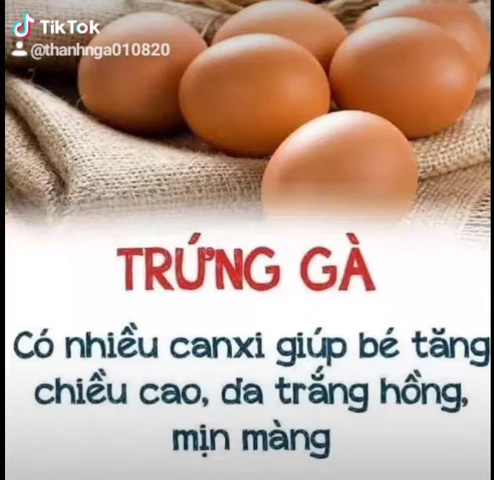 TikTok
@thanhnga010820
TRỨNG GÀ
Có nhiều canxi giúp bé tăng
chiều cao, da trắng hồng,
mịn màng